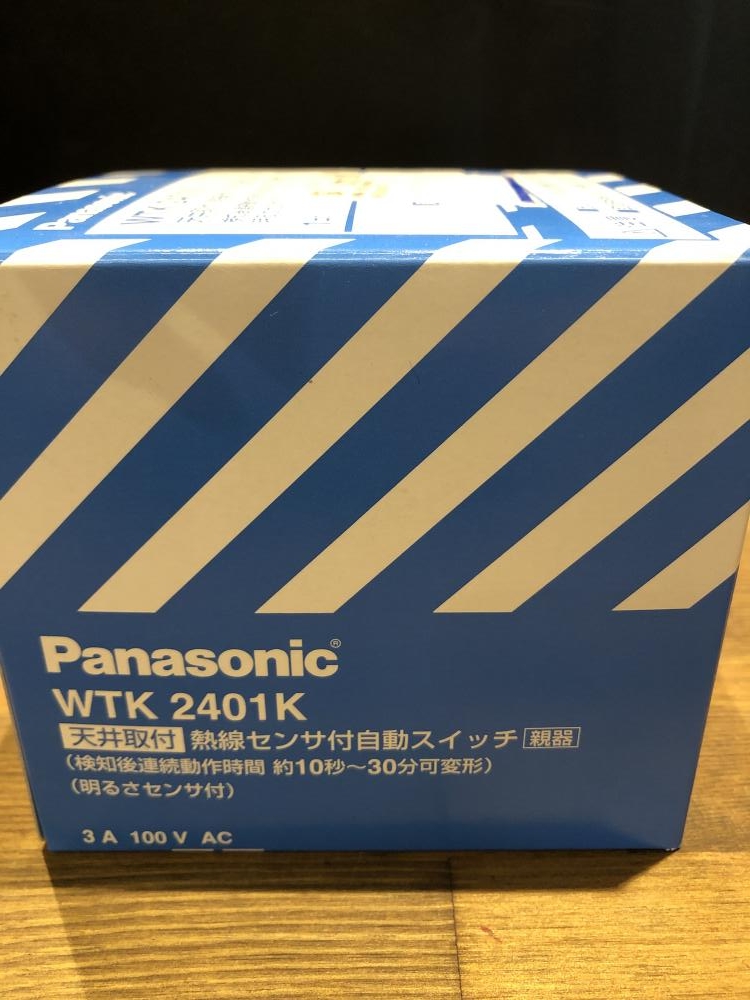 Panasonic
Panasonic®
WTK 2401K
天井取付 熱線センサ付自動スイッチ 親器
(検知後連続動作時間 約10秒〜30分可変形)
(明るさセンサ付)
3 A 100 V AC